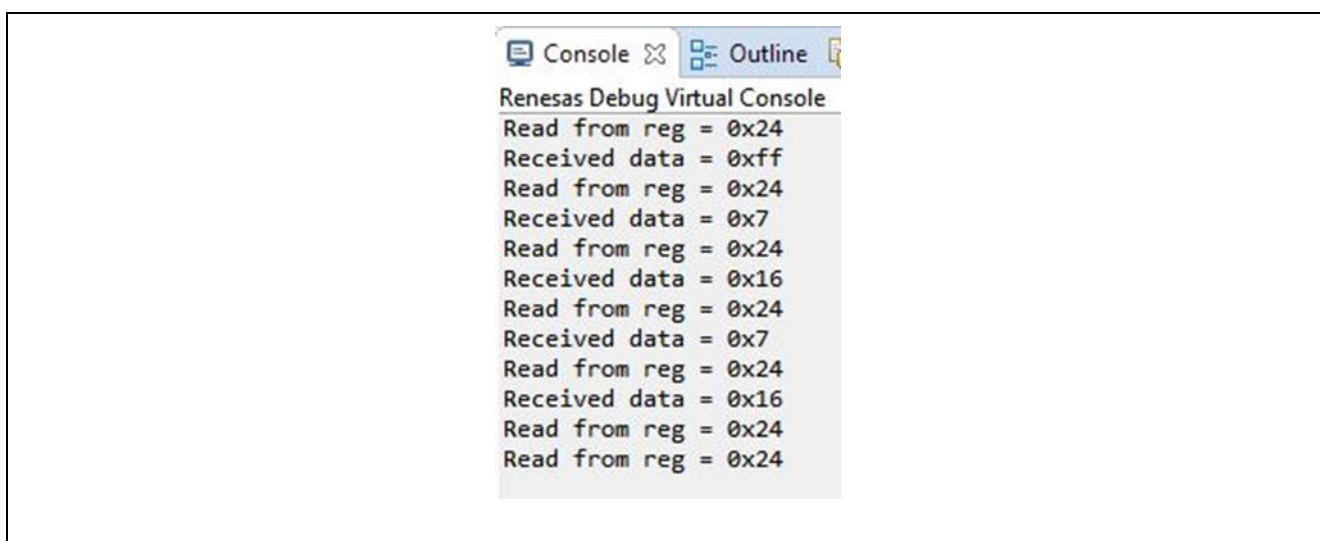 Console Outline
Renesas Debug Virtual Console
Read from reg = 0x24
Received data = 0xff
Read from reg = 0x24
Received data = 0x7
Read from reg = 0x24
Received data = 0x16
Read from reg = 0x24
Received data = 0x7
Read from reg = 0x24
Received data = 0x16
Read from reg = 0x24
Read from reg = 0x24